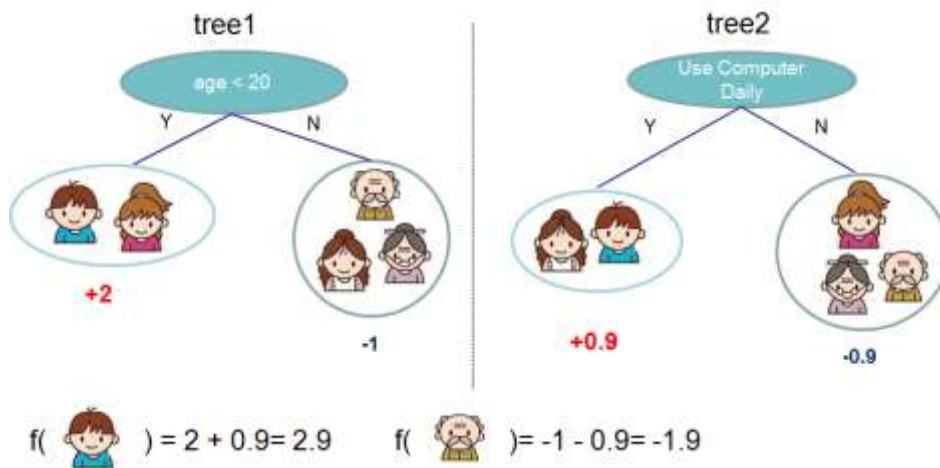 tree1
age < 20
Y
N
+2
-1
tree2
Use Computer
Daily
Y
N
+0.9
-0.9
f( ) = 2 + 0.9= 2.9
f( )= -1 - 0.9= -1.9